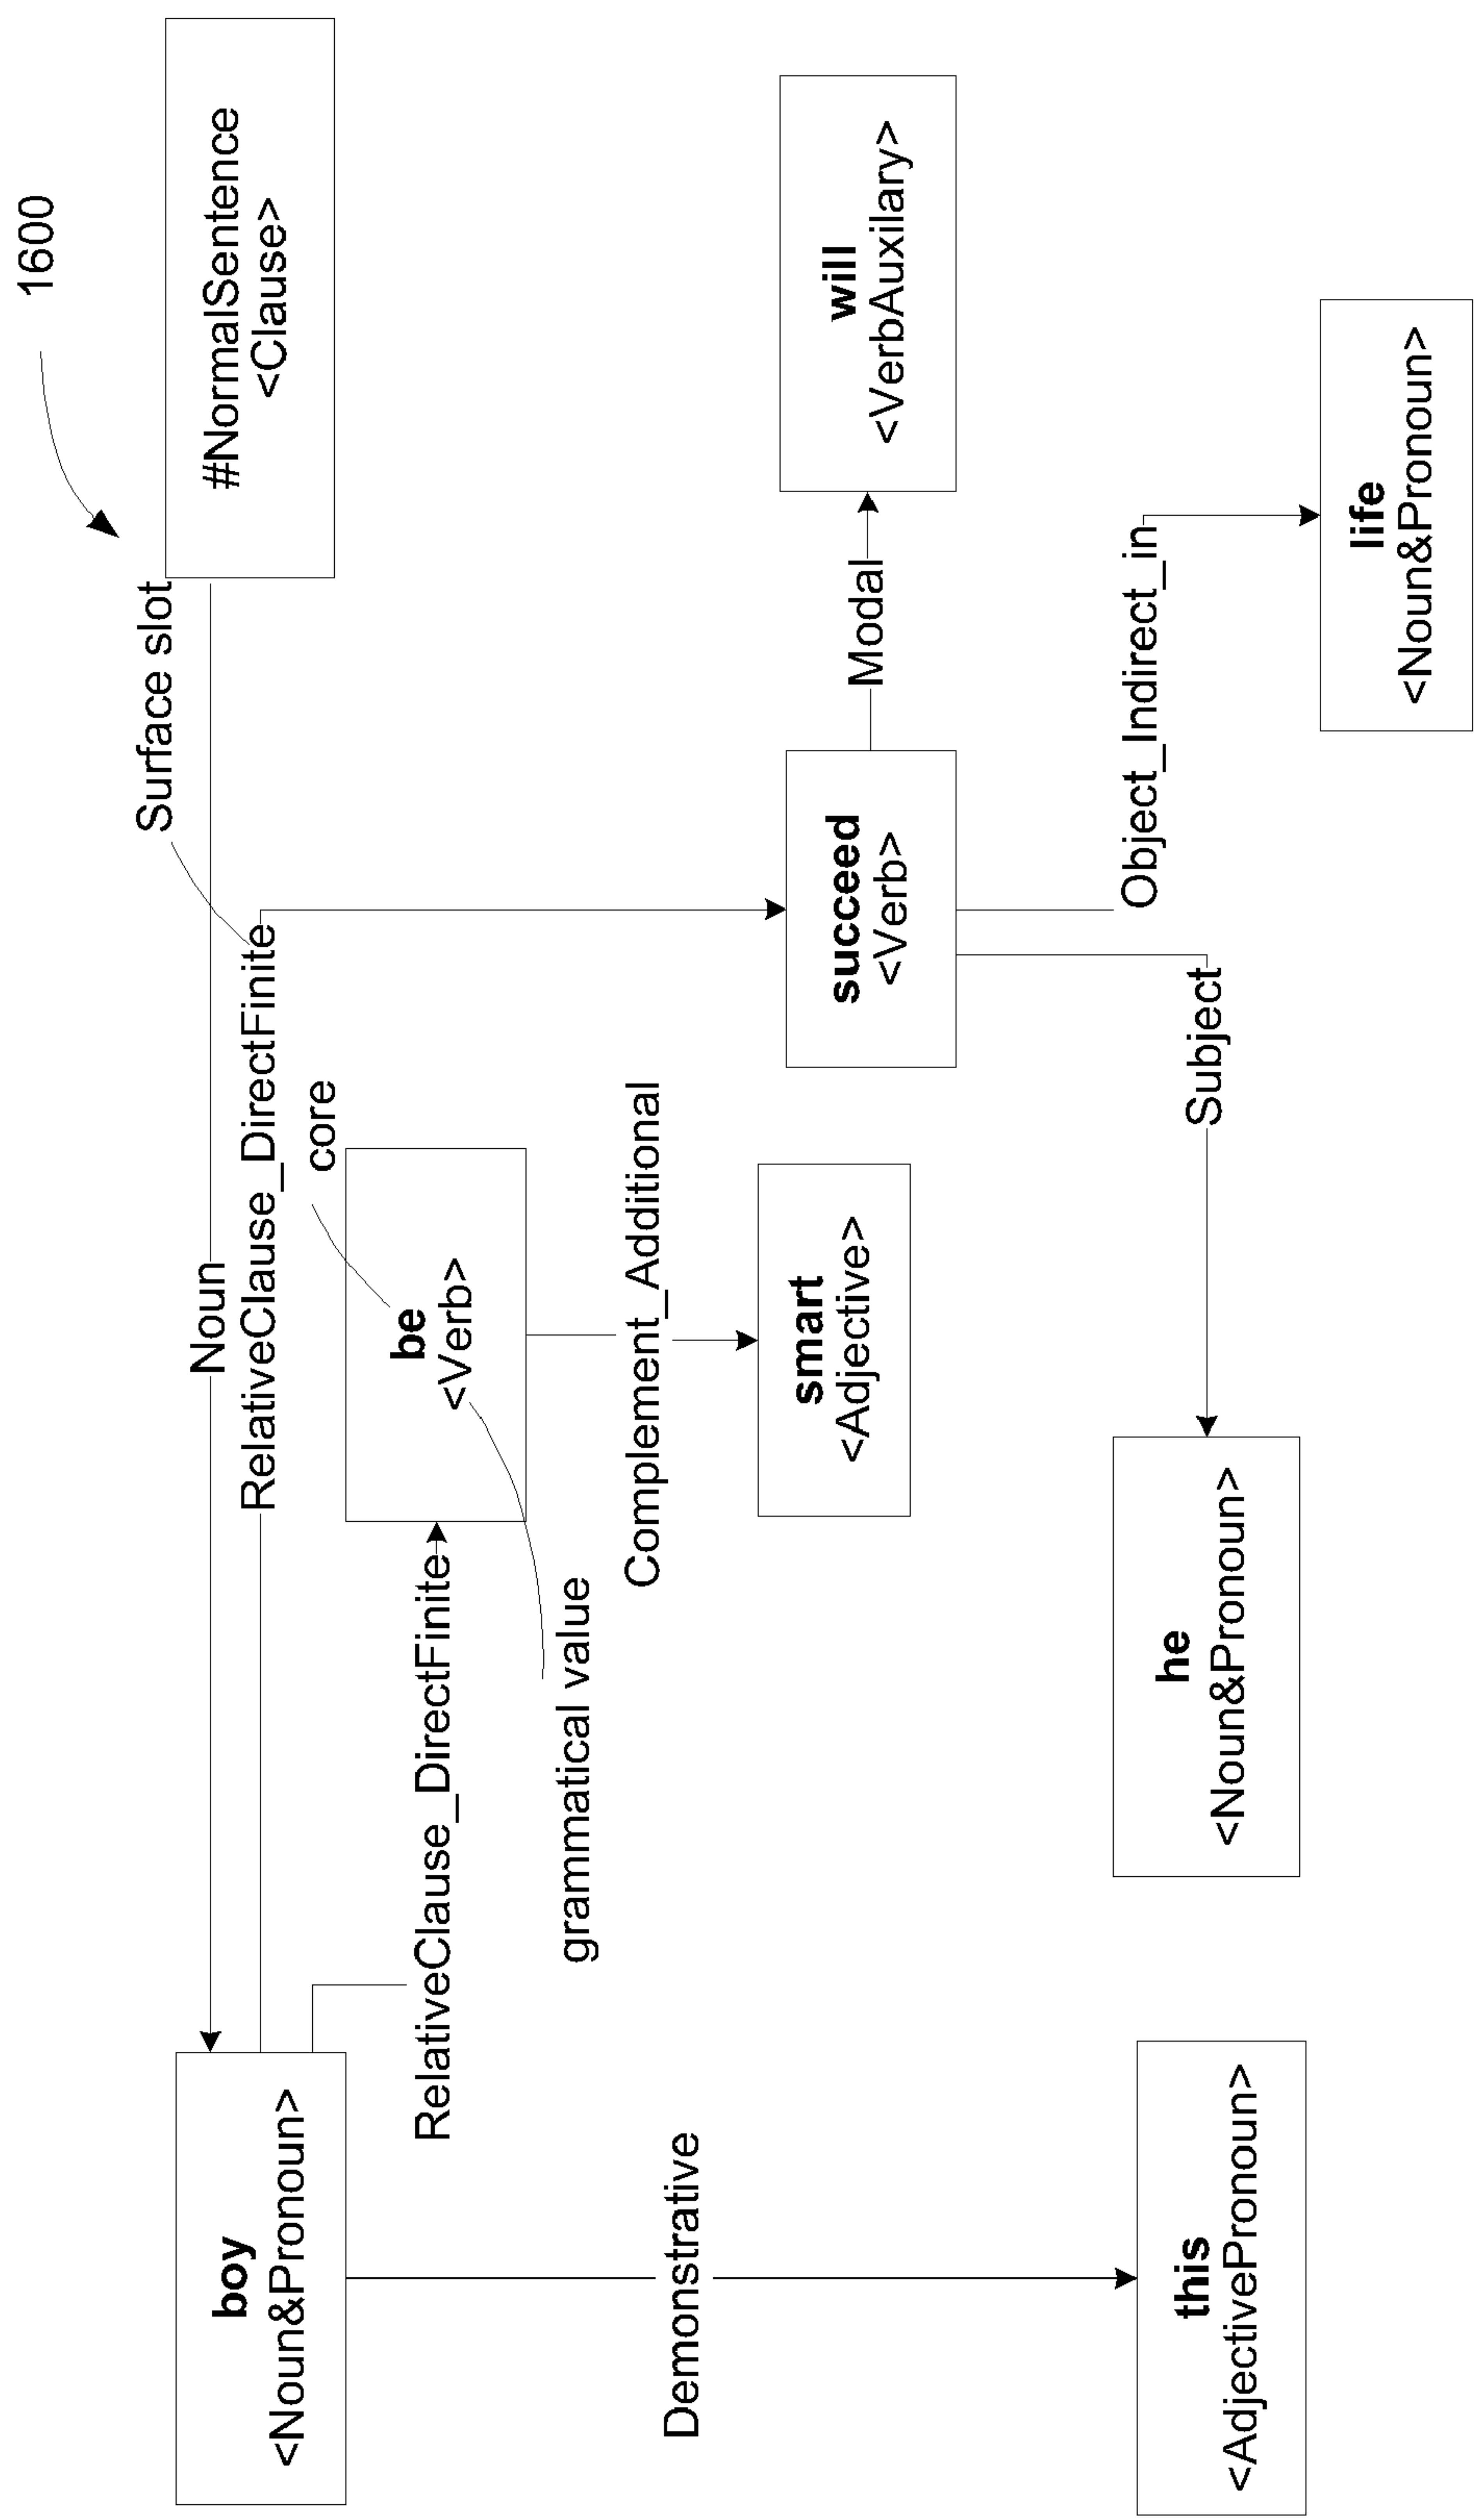 1600
#NormalSentence
<Clause>
Surface slot
Noun
RelativeClause_DirectFinite
boy
<Noun&Pronoun>
core
be
<Verb>
RelativeClause_DirectFinite
grammatical value
Complement_Additional
Demonstrative
smart
<Adjective>
succeed
<Verb>
Modal
will
<VerbAuxilary>
Object_Indirect_in
Subject
this
<AdjectivePronoun>
he
<Noun&Pronoun>
life
<Noun&Pronoun>